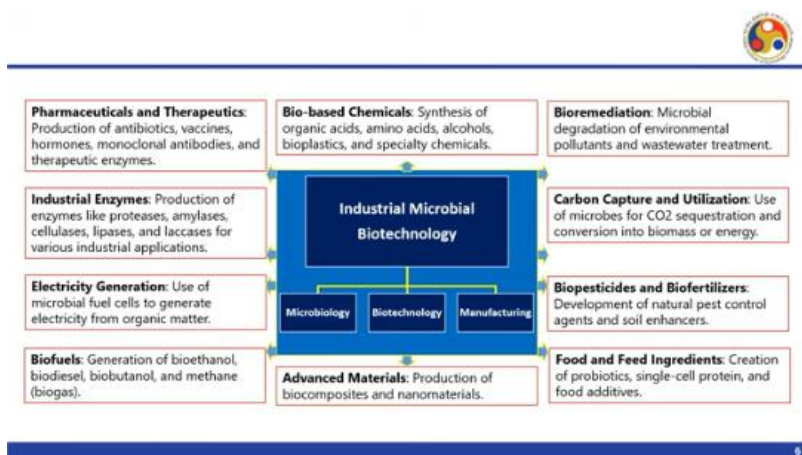 Pharmaceuticals and Therapeutics:
Production of antibiotics, vaccines,
hormones, monoclonal antibodies, and
therapeutic enzymes.
Bio-based Chemicals: Synthesis of
organic acids, amino acids, alcohols,
bioplastics, and specialty chemicals.
Bioremediation: Microbial
degradation of environmental
pollutants and wastewater treatment.
Industrial Enzymes: Production of
enzymes like proteases, amylases,
cellulases, lipases, and laccases for
various industrial applications.
Industrial Microbial
Biotechnology
Carbon Capture and Utilization: Use
of microbes for CO2 sequestration and
conversion into biomass or energy.
Electricity Generation: Use of
microbial fuel cells to generate
electricity from organic matter.
Microbiology
Biotechnology
Manufacturing
Biopesticides and Biofertilizers:
Development of natural pest control
agents and soil enhancers.
Biofuels: Generation of bioethanol,
biodiesel, biobutanol, and methane
(biogas).
Advanced Materials: Production of
biocomposites and nanomaterials.
Food and Feed Ingredients: Creation
of probiotics, single-cell protein, and
food additives.
6